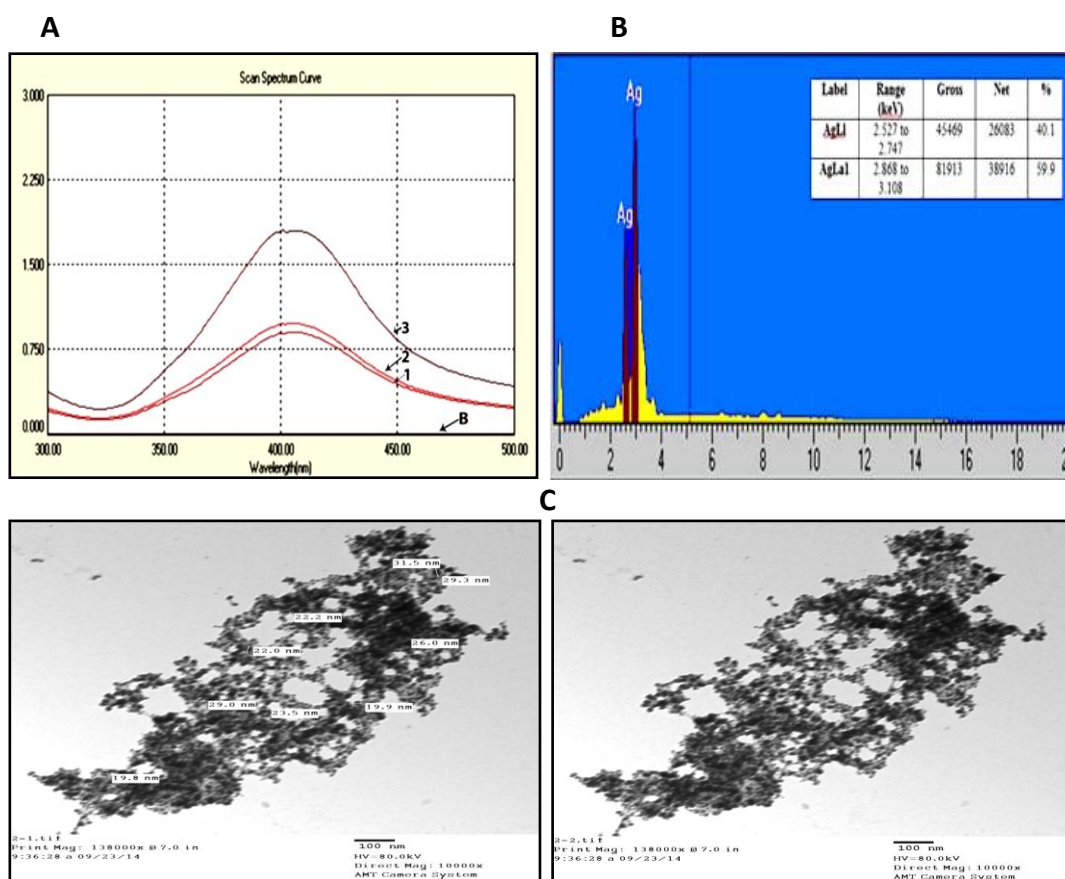 A
B
Scan Spectrum Curve
3.000
2.250
1.500
0.750
0.000
3
2
1
B
300.00 350.00 400.00 450.00 500.00
Wavelength(nm)
Ag
Ag
Label Range (keV) Gross Net %
AgLl 2.527 to 2.747 45469 26083 40.1
AgLa1 2.868 to 3.108 81913 38916 59.9
0 2 4 6 8 10 12 14 16 18 20
C
31.5 nm
29.3 nm
22.2 nm
26.0 nm
22.0 nm
29.0 nm
23.5 nm
19.9 nm
19.8 nm
2-1.tif
Print Mag: 138000x @ 7.0 in
9:36:28 a 09/23/14
100 nm
HV=80.0kV
Direct Mag: 10000x
AMT Camera System
2-2.tif
Print Mag: 138000x @ 7.0 in
9:36:28 a 09/23/14
100 nm
HV=80.0kV
Direct Mag: 10000x
AMT Camera System